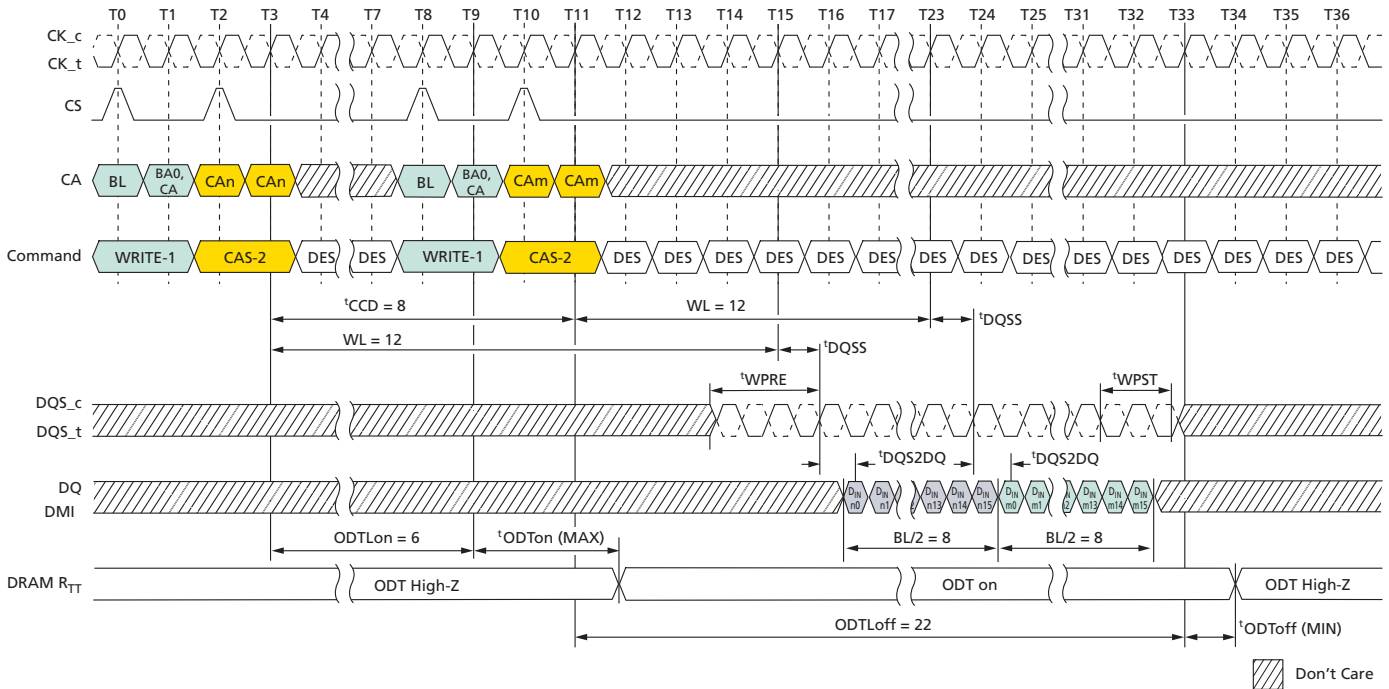 T0 T1 T2 T3 T4 T7 T8 T9 T10 T11 T12 T13 T14 T15 T16 T17 T23 T24 T25 T31 T32 T33 T34 T35 T36
CK_c
CK_t
CS
CA BL BA0, CA CAn CAn BL BA0, CA CAm CAm
Command WRITE-1 CAS-2 DES DES WRITE-1 CAS-2 DES DES DES DES DES DES DES DES DES DES DES DES DES DES DES
tCCD = 8 WL = 12 tDQSS
WL = 12 tDQSS
tWPRE tWPST
DQS_c
DQS_t
tDQS2DQ tDQS2DQ
DQ
DMI
DIN n0 DIN n1 DIN n13 DIN n14 DIN n15 DIN m0 DIN m1 DIN m13 DIN m14 DIN m15
ODTLon = 6 tODTon (MAX) BL/2 = 8 BL/2 = 8
DRAM RTT ODT High-Z ODT on ODT High-Z
ODTLoff = 22 tODToff (MIN)
Don't Care